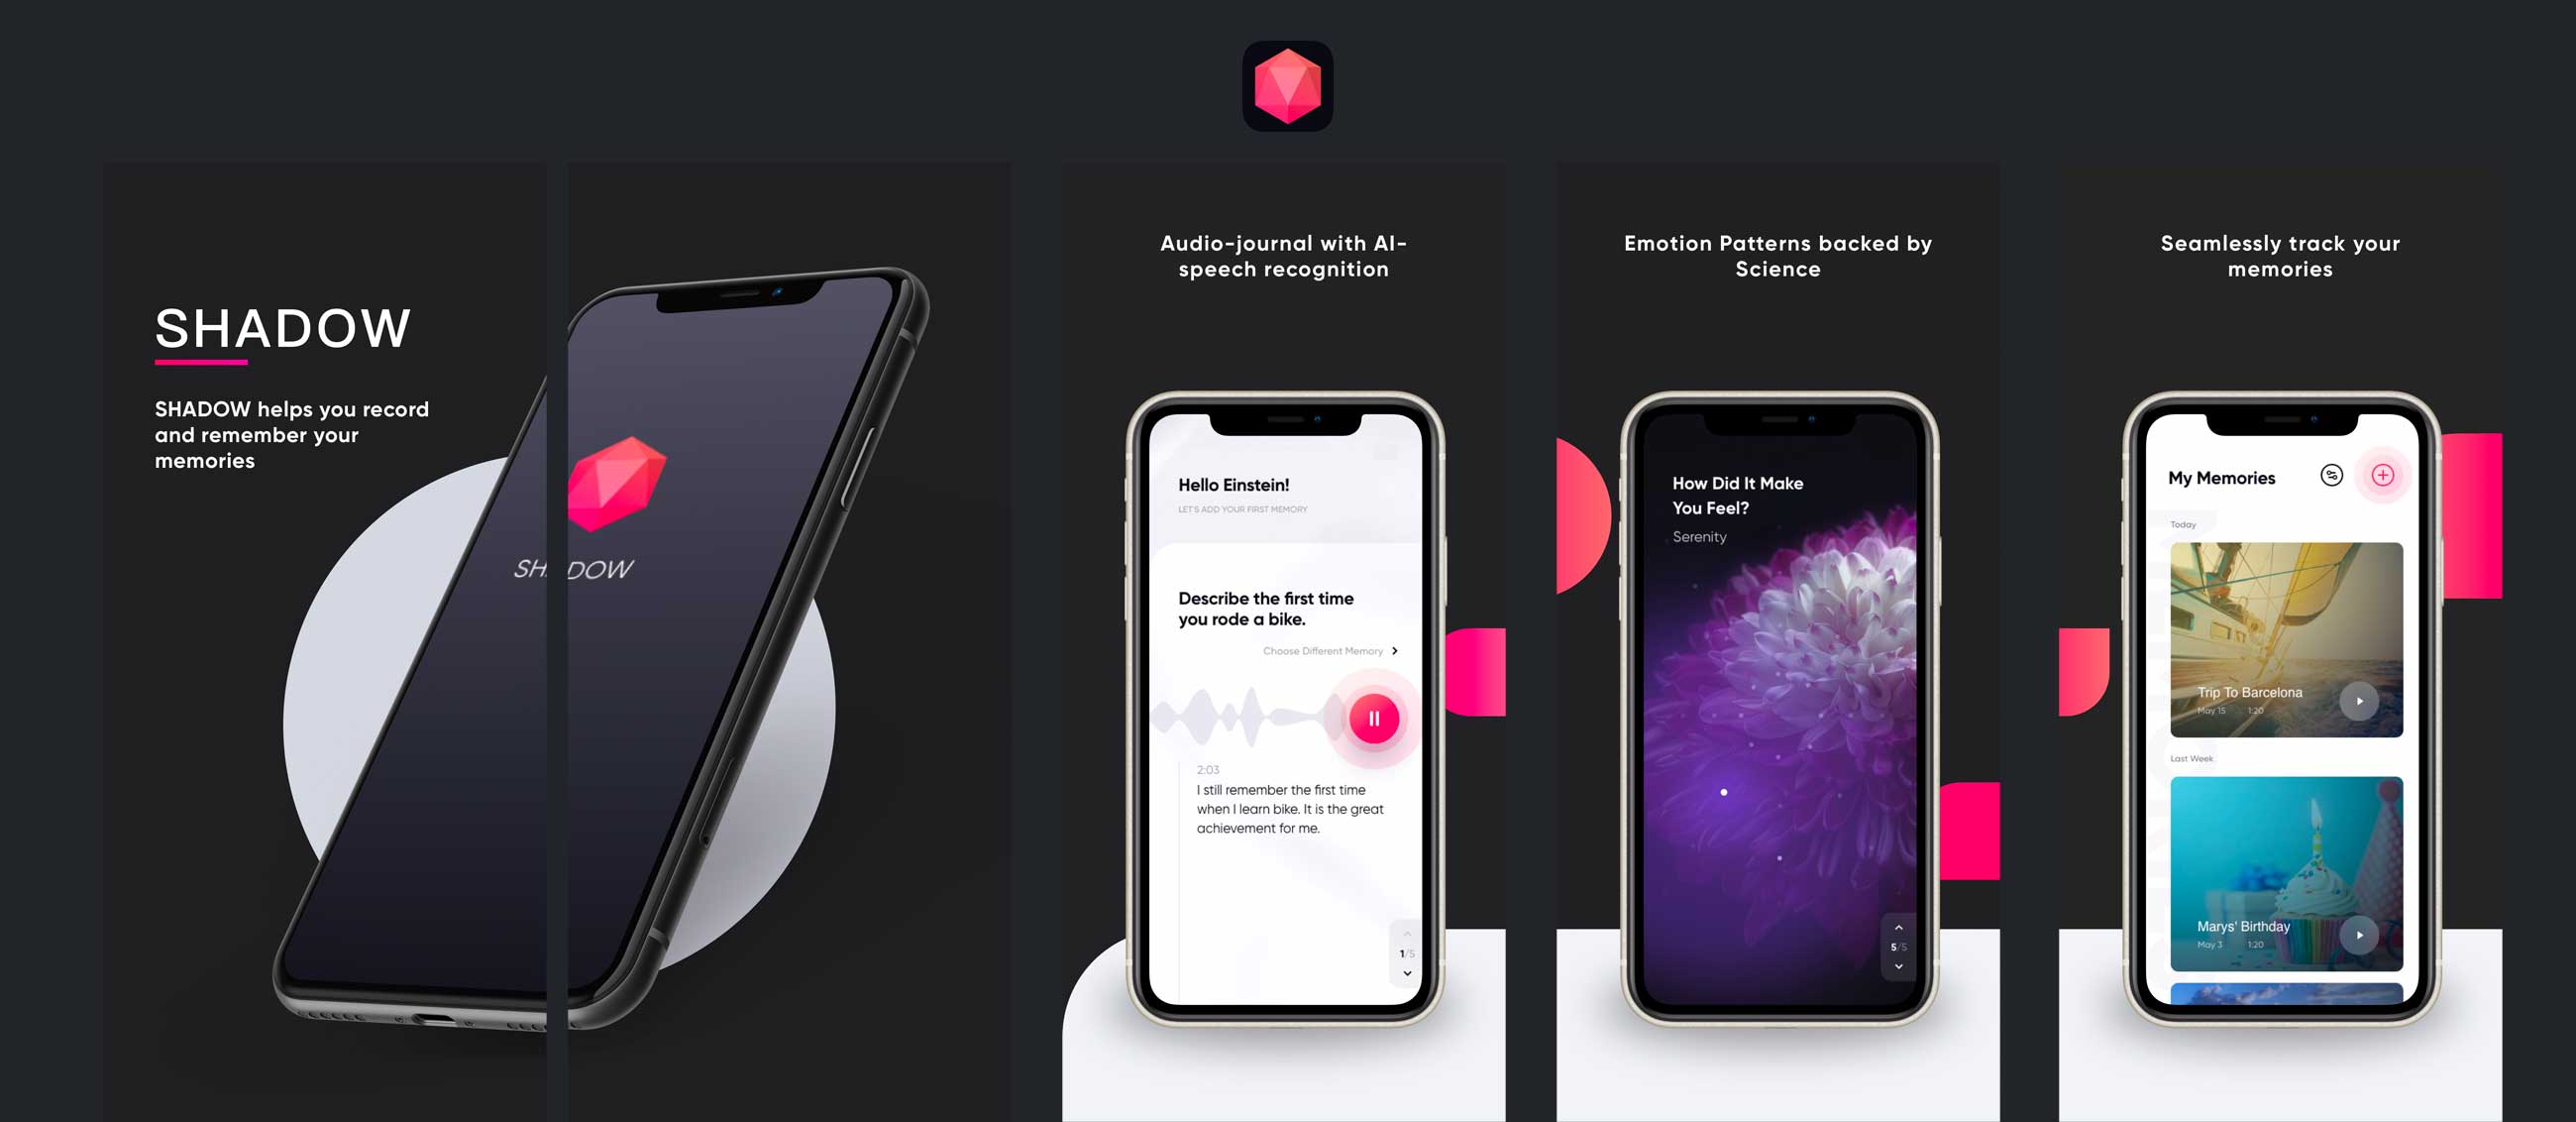 SHADOW
SHADOW helps you record
and remember your
memories
SH DOW
Audio-journal with AI-
speech recognition
Hello Einstein!
LET'S ADD YOUR FIRST MEMORY
Describe the first time
you rode a bike.
Choose Different Memory
2:03
I still remember the first time
when I learn bike. It is the great
achievement for me.
1/5
Emotion Patterns backed by
Science
How Did It Make
You Feel?
Serenity
5/5
Seamlessly track your
memories
My Memories
Today
Trip To Barcelona
May 15 1:20
Last Week
Marys' Birthday
May 3 1:20